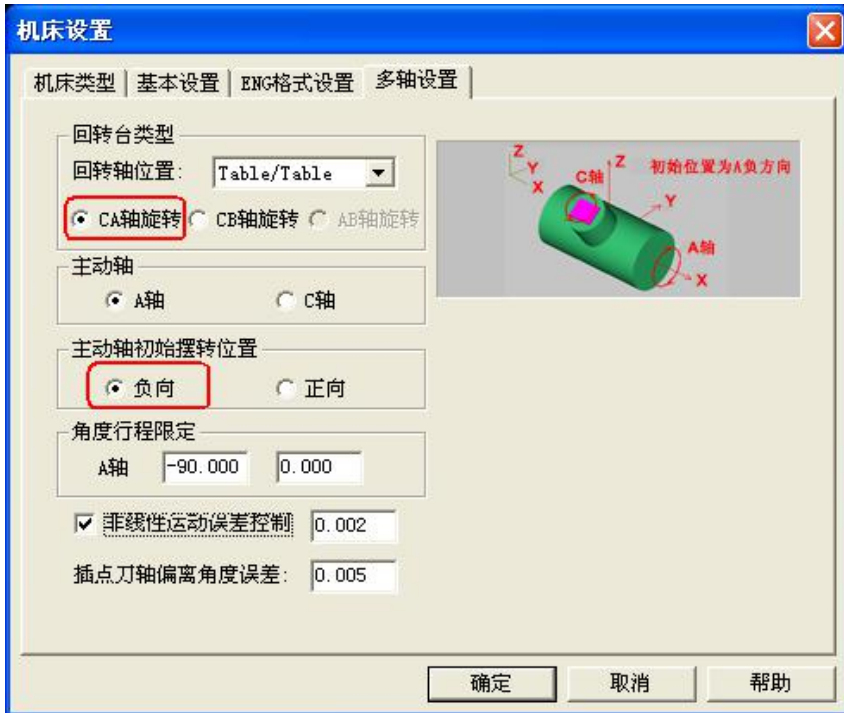 机床设置
机床类型 基本设置 ENG格式设置 多轴设置
回转台类型
回转轴位置: Table/Table
CA轴旋转 CB轴旋转 AB轴旋转
主动轴
A轴 C轴
主动轴初始摆转位置
负向 正向
角度行程限定
A轴 -90.000 0.000
非线性运动误差控制 0.002
插点刀轴偏离角度误差: 0.005
Z
Y
X
C轴
Z
初始位置为A负方向
Y
A轴
X
确定 取消 帮助